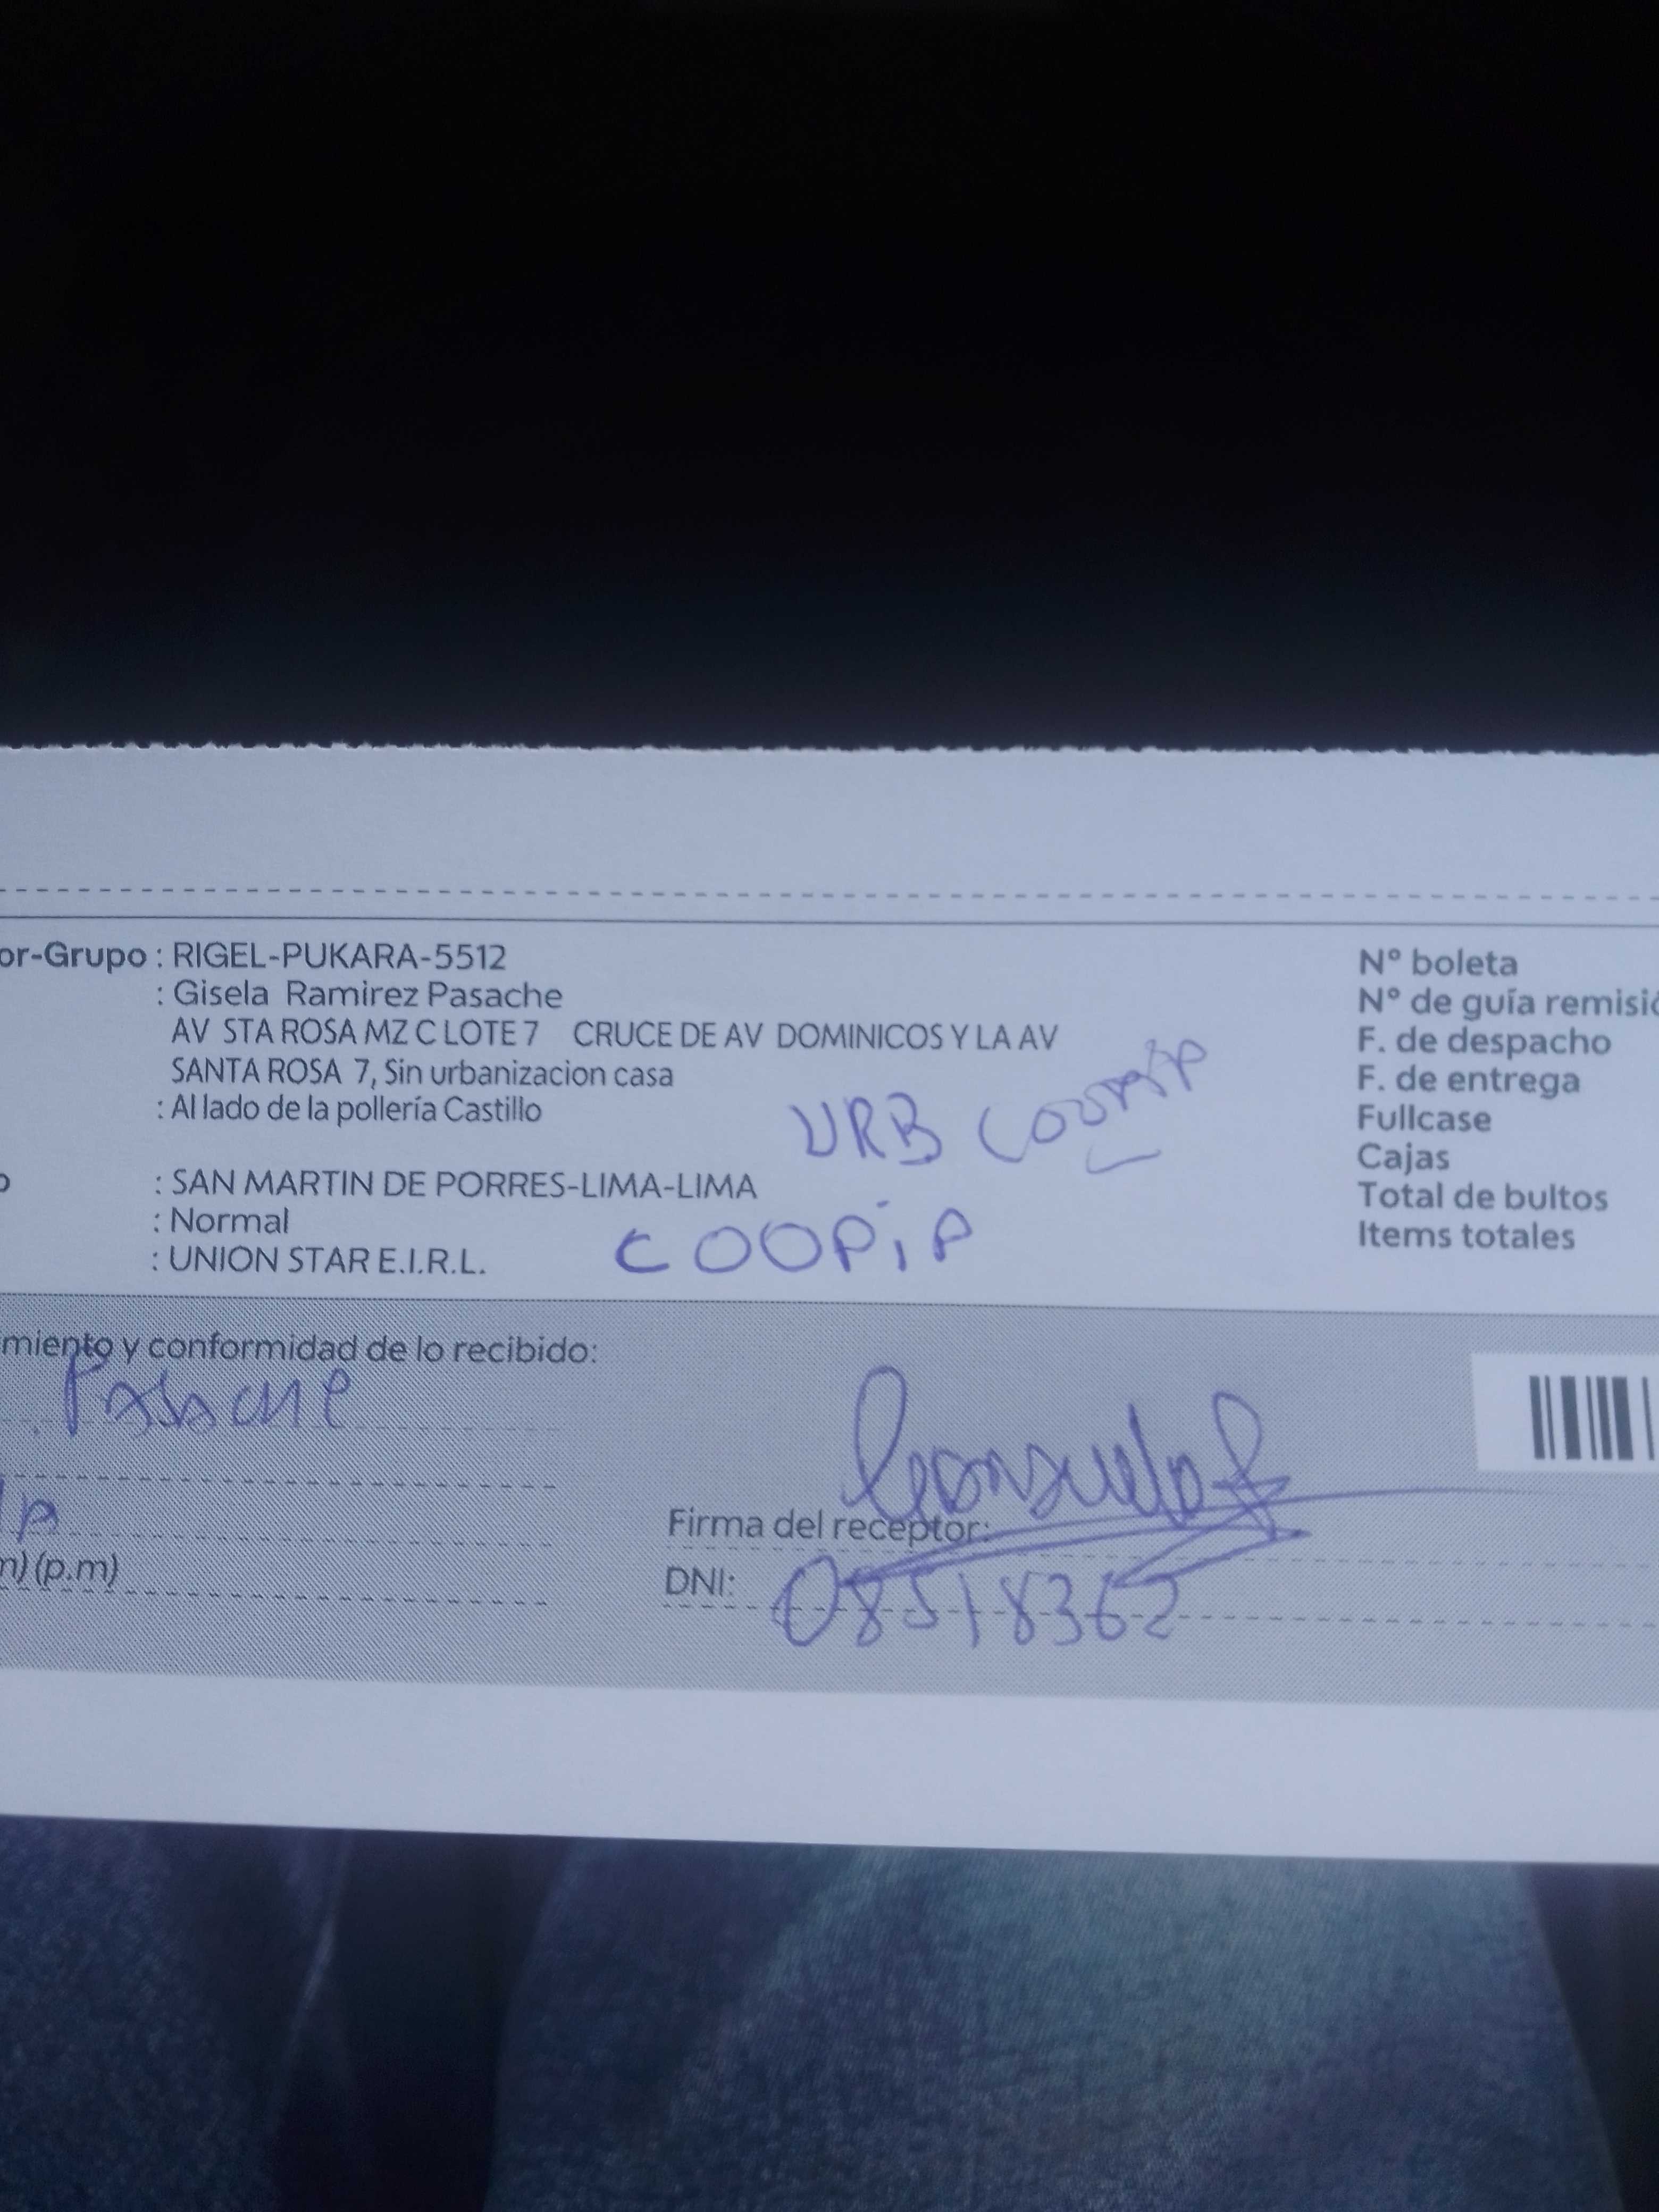 or-Grupo : RIGEL-PUKARA-5512
: Gisela Ramirez Pasache
AV STA ROSA MZ C LOTE 7 CRUCE DE AV DOMINICOS Y LA AV
SANTA ROSA 7, Sin urbanizacion casa
: Al lado de la pollería Castillo
URB
o : SAN MARTIN DE PORRES-LIMA-LIMA
: Normal
: UNION STAR E.I.R.L.
COOPiP
Nº boleta
Nº de guía remisió
F. de despacho
F. de entrega
Fullcase
Cajas
Total de bultos
Items totales
miento y conformidad de lo recibido:
Pasache
Consuelo
Firma del receptor:
m) (p.m)
DNI: 08518362